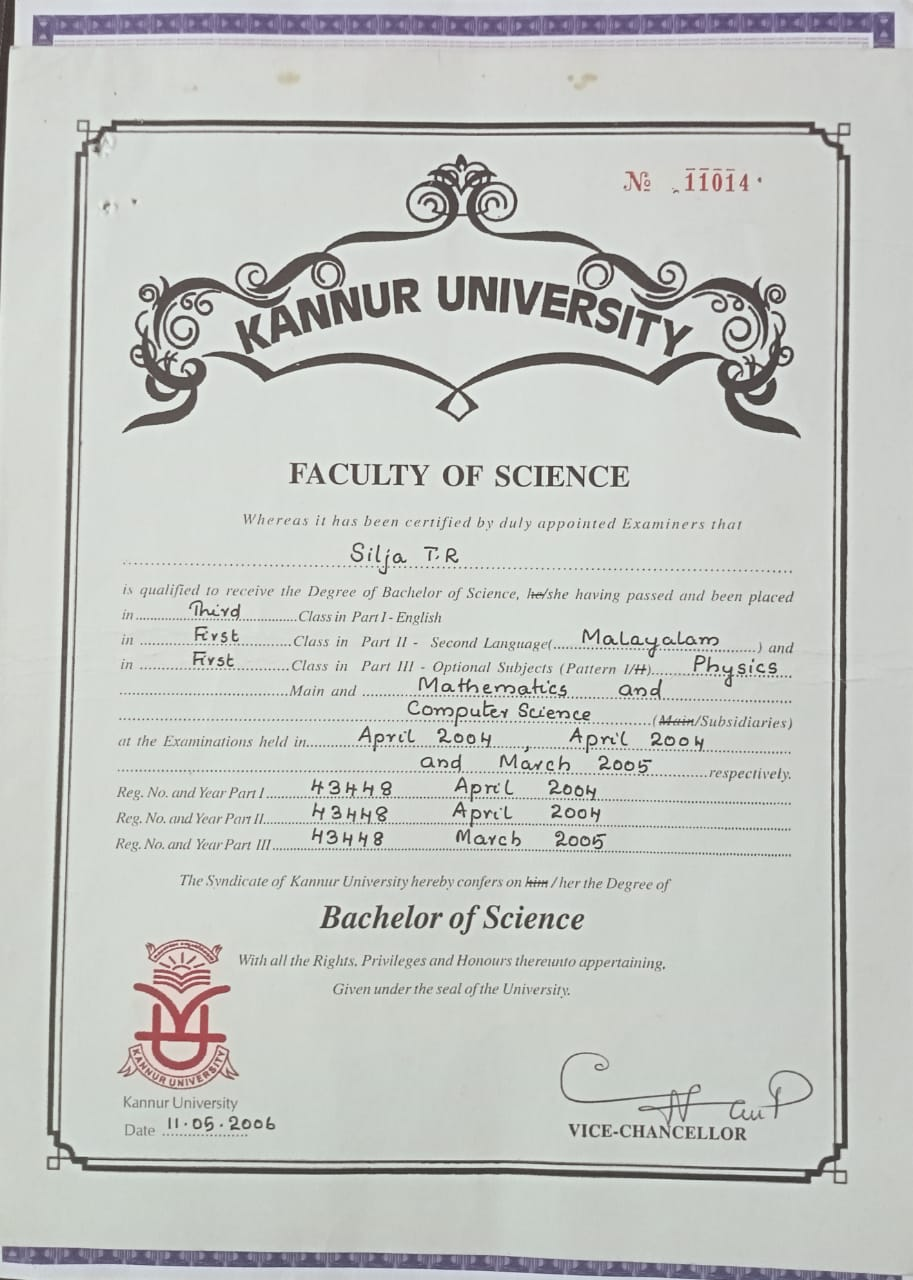 № 11014
KANNUR UNIVERSITY
FACULTY OF SCIENCE
Whereas it has been certified by duly appointed Examiners that
Silja T.R
is qualified to receive the Degree of Bachelor of Science, he/she having passed and been placed
in Third Class in Part I - English
in First Class in Part II - Second Language( Malayalam ) and
in First Class in Part III - Optional Subjects (Pattern I/II) Physics
Main and Mathematics and
Computer Science (Main/Subsidiaries)
at the Examinations held in April 2004 , April 2004
and March 2005 respectively.
Reg. No. and Year Part I 43448 April 2004
Reg. No. and Year Part II 43448 April 2004
Reg. No. and Year Part III 43448 March 2005
The Syndicate of Kannur University hereby confers on him / her the Degree of
Bachelor of Science
With all the Rights, Privileges and Honours thereunto appertaining,
Given under the seal of the University.
KANNUR UNIVERSITY
Kannur University
Date 11.05.2006
VICE-CHANCELLOR